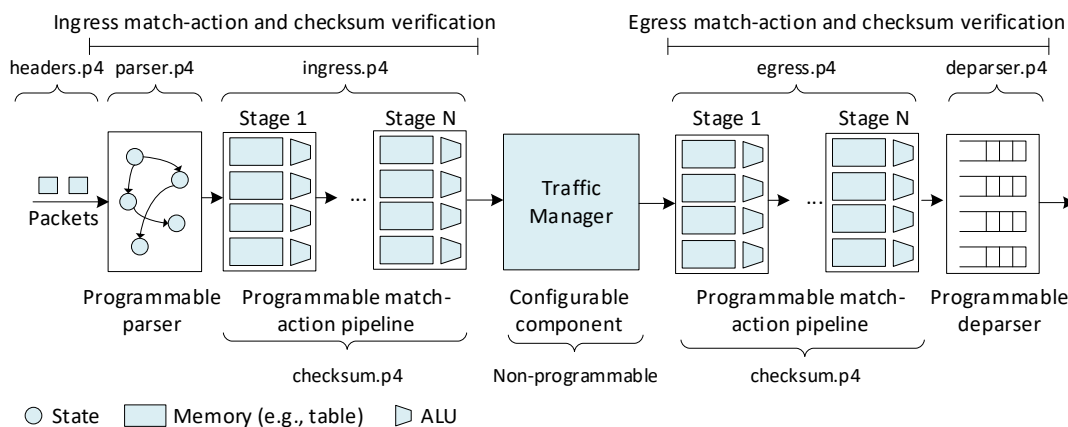 Ingress match-action and checksum verification
Egress match-action and checksum verification
headers.p4
parser.p4
ingress.p4
egress.p4
deparser.p4
Stage 1
Stage N
Stage 1
Stage N
Packets
...
Traffic
Manager
...
Programmable
parser
Programmable match-
action pipeline
Configurable
component
Programmable match-
action pipeline
Programmable
deparser
checksum.p4
Non-programmable
checksum.p4
State
Memory (e.g., table)
ALU